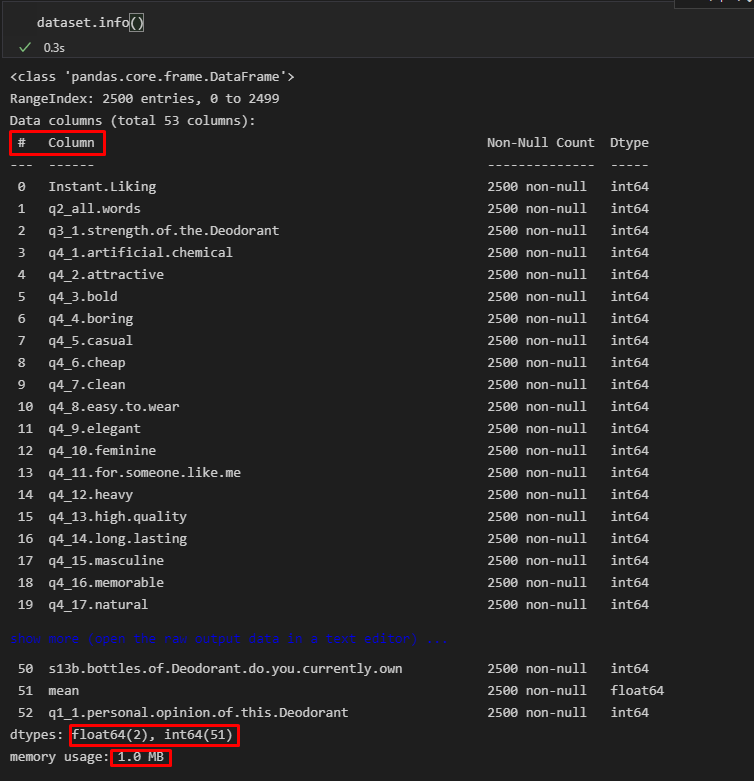 dataset.info()
0.3s
<class 'pandas.core.frame.DataFrame'>
RangeIndex: 2500 entries, 0 to 2499
Data columns (total 53 columns):
#   Column   Non-Null Count   Dtype
---  ------  --------------  -----
0   Instant.Liking   2500 non-null   int64
1   q2_all.words   2500 non-null   int64
2   q3_1.strength.of.the.Deodorant   2500 non-null   int64
3   q4_1.artificial.chemical   2500 non-null   int64
4   q4_2.attractive   2500 non-null   int64
5   q4_3.bold   2500 non-null   int64
6   q4_4.boring   2500 non-null   int64
7   q4_5.casual   2500 non-null   int64
8   q4_6.cheap   2500 non-null   int64
9   q4_7.clean   2500 non-null   int64
10   q4_8.easy.to.wear   2500 non-null   int64
11   q4_9.elegant   2500 non-null   int64
12   q4_10.feminine   2500 non-null   int64
13   q4_11.for.someone.like.me   2500 non-null   int64
14   q4_12.heavy   2500 non-null   int64
15   q4_13.high.quality   2500 non-null   int64
16   q4_14.long.lasting   2500 non-null   int64
17   q4_15.masculine   2500 non-null   int64
18   q4_16.memorable   2500 non-null   int64
19   q4_17.natural   2500 non-null   int64
show more (open the raw output data in a text editor) ...
50   s13b.bottles.of.Deodorant.do.you.currently.own   2500 non-null   int64
51   mean   2500 non-null   float64
52   q1_1.personal.opinion.of.this.Deodorant   2500 non-null   int64
dtypes: float64(2), int64(51)
memory usage: 1.0 MB